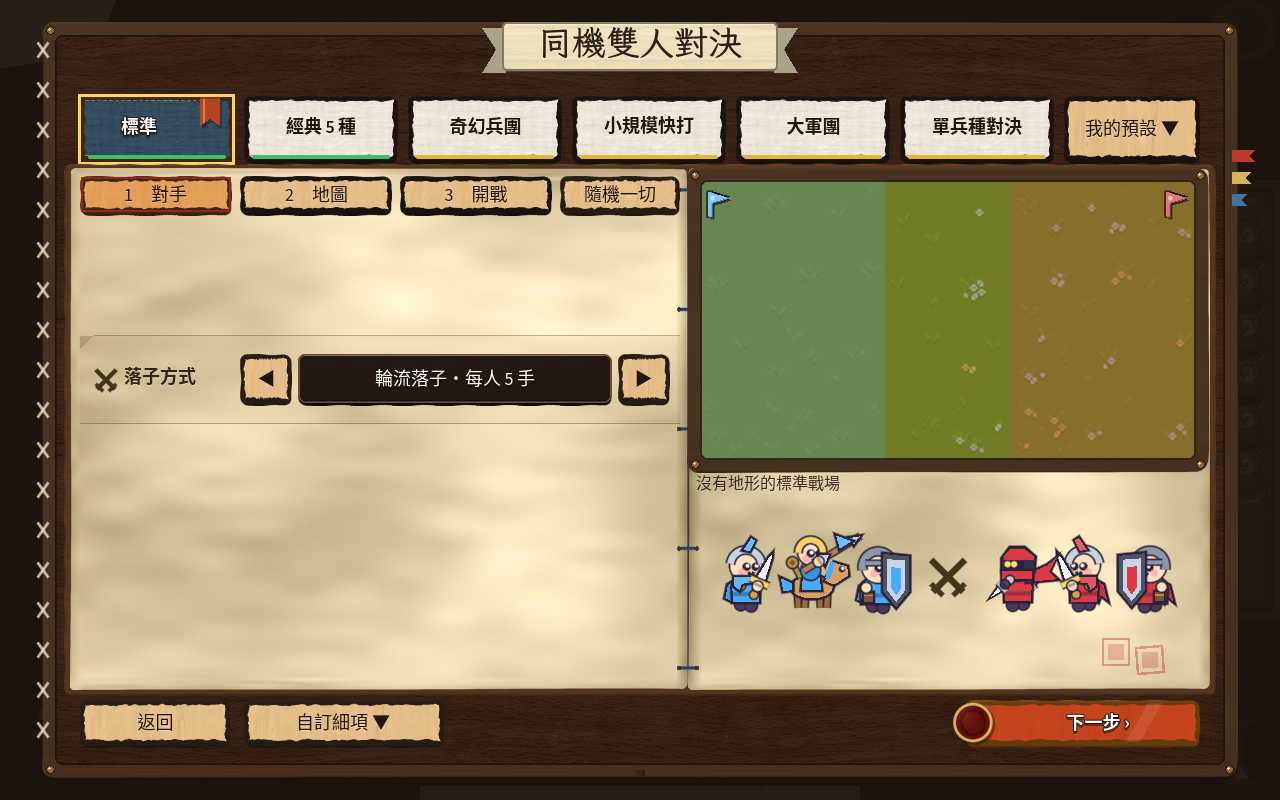 同機雙人對決
標準
經典 5 種
奇幻兵團
小規模快打
大軍團
單兵種對決
我的預設 ▼
1 對手
2 地圖
3 開戰
隨機一切
落子方式
◀
輪流落子・每人 5 手
▶
沒有地形的標準戰場
返回
自訂細項 ▼
下一步 ›